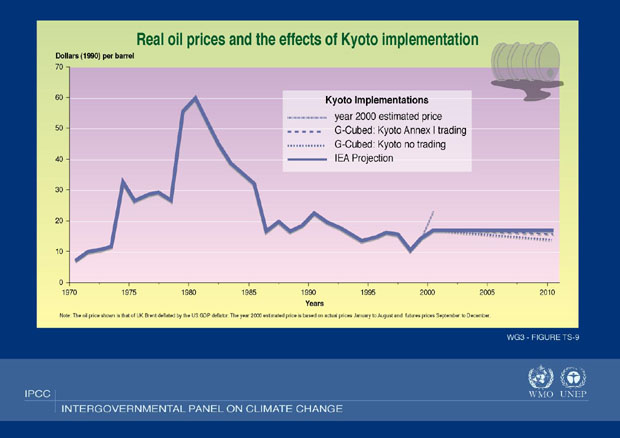 Real oil prices and the effects of Kyoto implementation
Dollars (1990) per barrel
70
60
50
40
30
20
10
0
Kyoto Implementations
year 2000 estimated price
G-Cubed: Kyoto Annex I trading
G-Cubed: Kyoto no trading
IEA Projection
1970 1975 1980 1985 1990 1995 2000 2005 2010
Years
Note: The oil price shown is that of UK Brent deflated by the US GDP deflator. The year 2000 estimated price is based on actual prices January to August and futures prices September to December.
WG3 - FIGURE TS-9
WMO UNEP
IPCC
INTERGOVERNMENTAL PANEL ON CLIMATE CHANGE